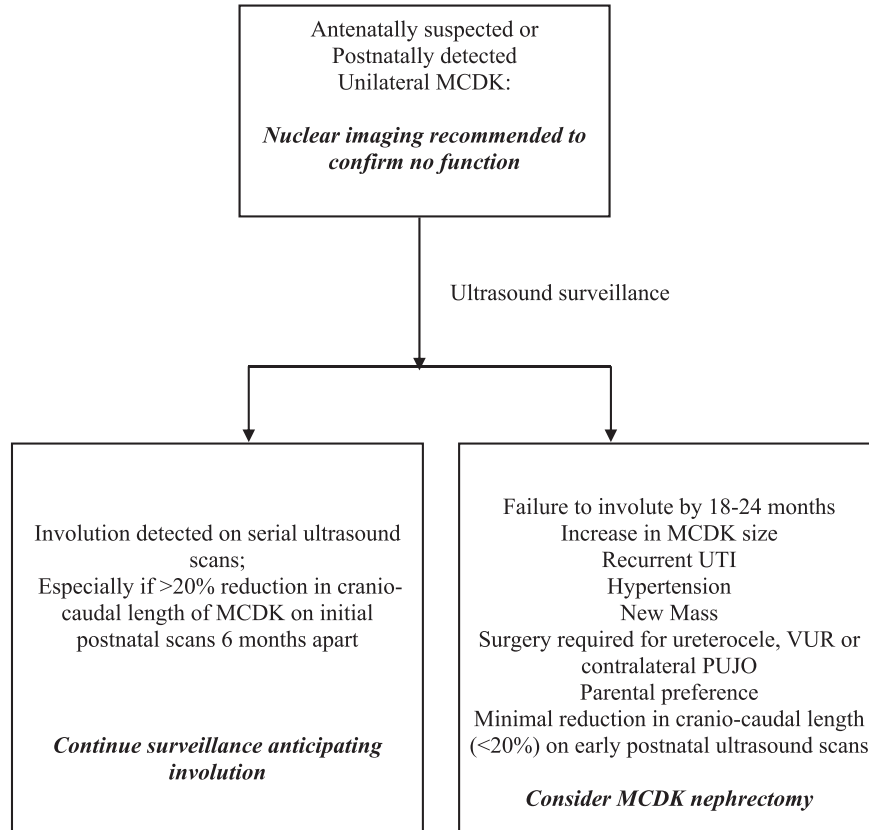 Antenatally suspected or
Postnatally detected
Unilateral MCDK:
Nuclear imaging recommended to
confirm no function
Ultrasound surveillance
Involution detected on serial ultrasound
scans;
Especially if >20% reduction in cranio-
caudal length of MCDK on initial
postnatal scans 6 months apart
Continue surveillance anticipating
involution
Failure to involute by 18-24 months
Increase in MCDK size
Recurrent UTI
Hypertension
New Mass
Surgery required for ureterocele, VUR or
contralateral PUJO
Parental preference
Minimal reduction in cranio-caudal length
(<20%) on early postnatal ultrasound scans
Consider MCDK nephrectomy